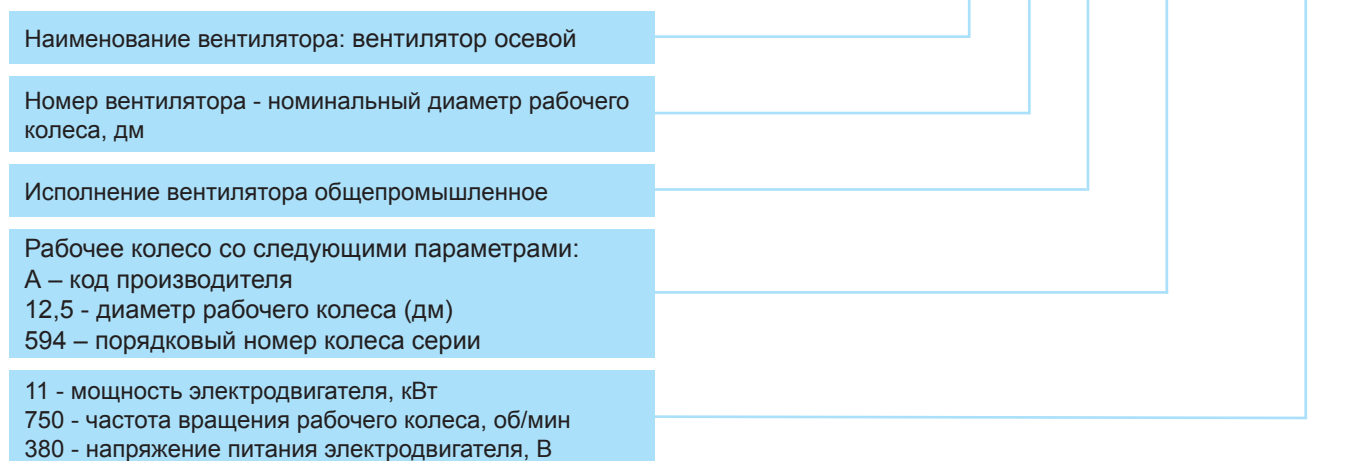 Наименование вентилятора: вентилятор осевой
Номер вентилятора - номинальный диаметр рабочего
колеса, дм
Исполнение вентилятора общепромышленное
Рабочее колесо со следующими параметрами:
А – код производителя
12,5 - диаметр рабочего колеса (дм)
594 – порядковый номер колеса серии
11 - мощность электродвигателя, кВт
750 - частота вращения рабочего колеса, об/мин
380 - напряжение питания электродвигателя, В